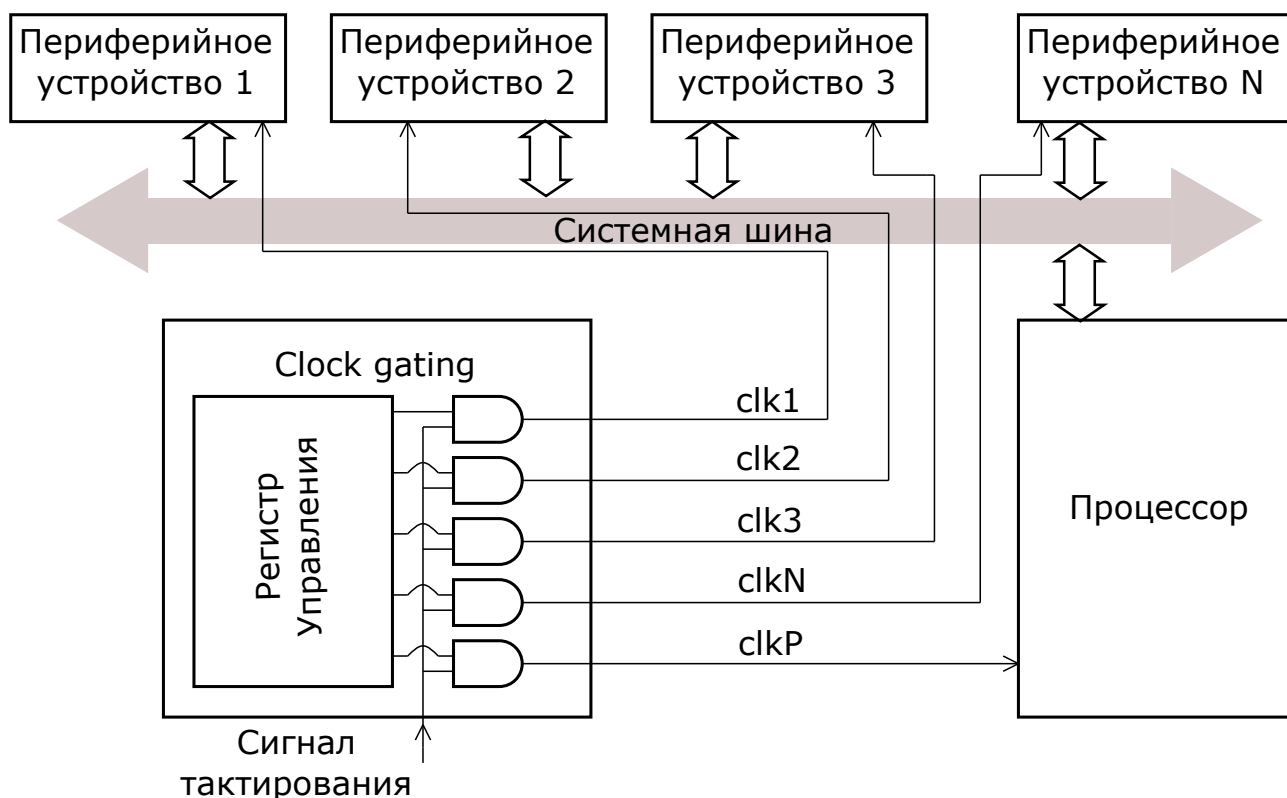 Периферийное
устройство 1
Периферийное
устройство 2
Периферийное
устройство 3
Периферийное
устройство N
Системная шина
Clock gating
Регистр
Управления
clk1
clk2
clk3
clkN
clkP
Процессор
Сигнал
тактирования